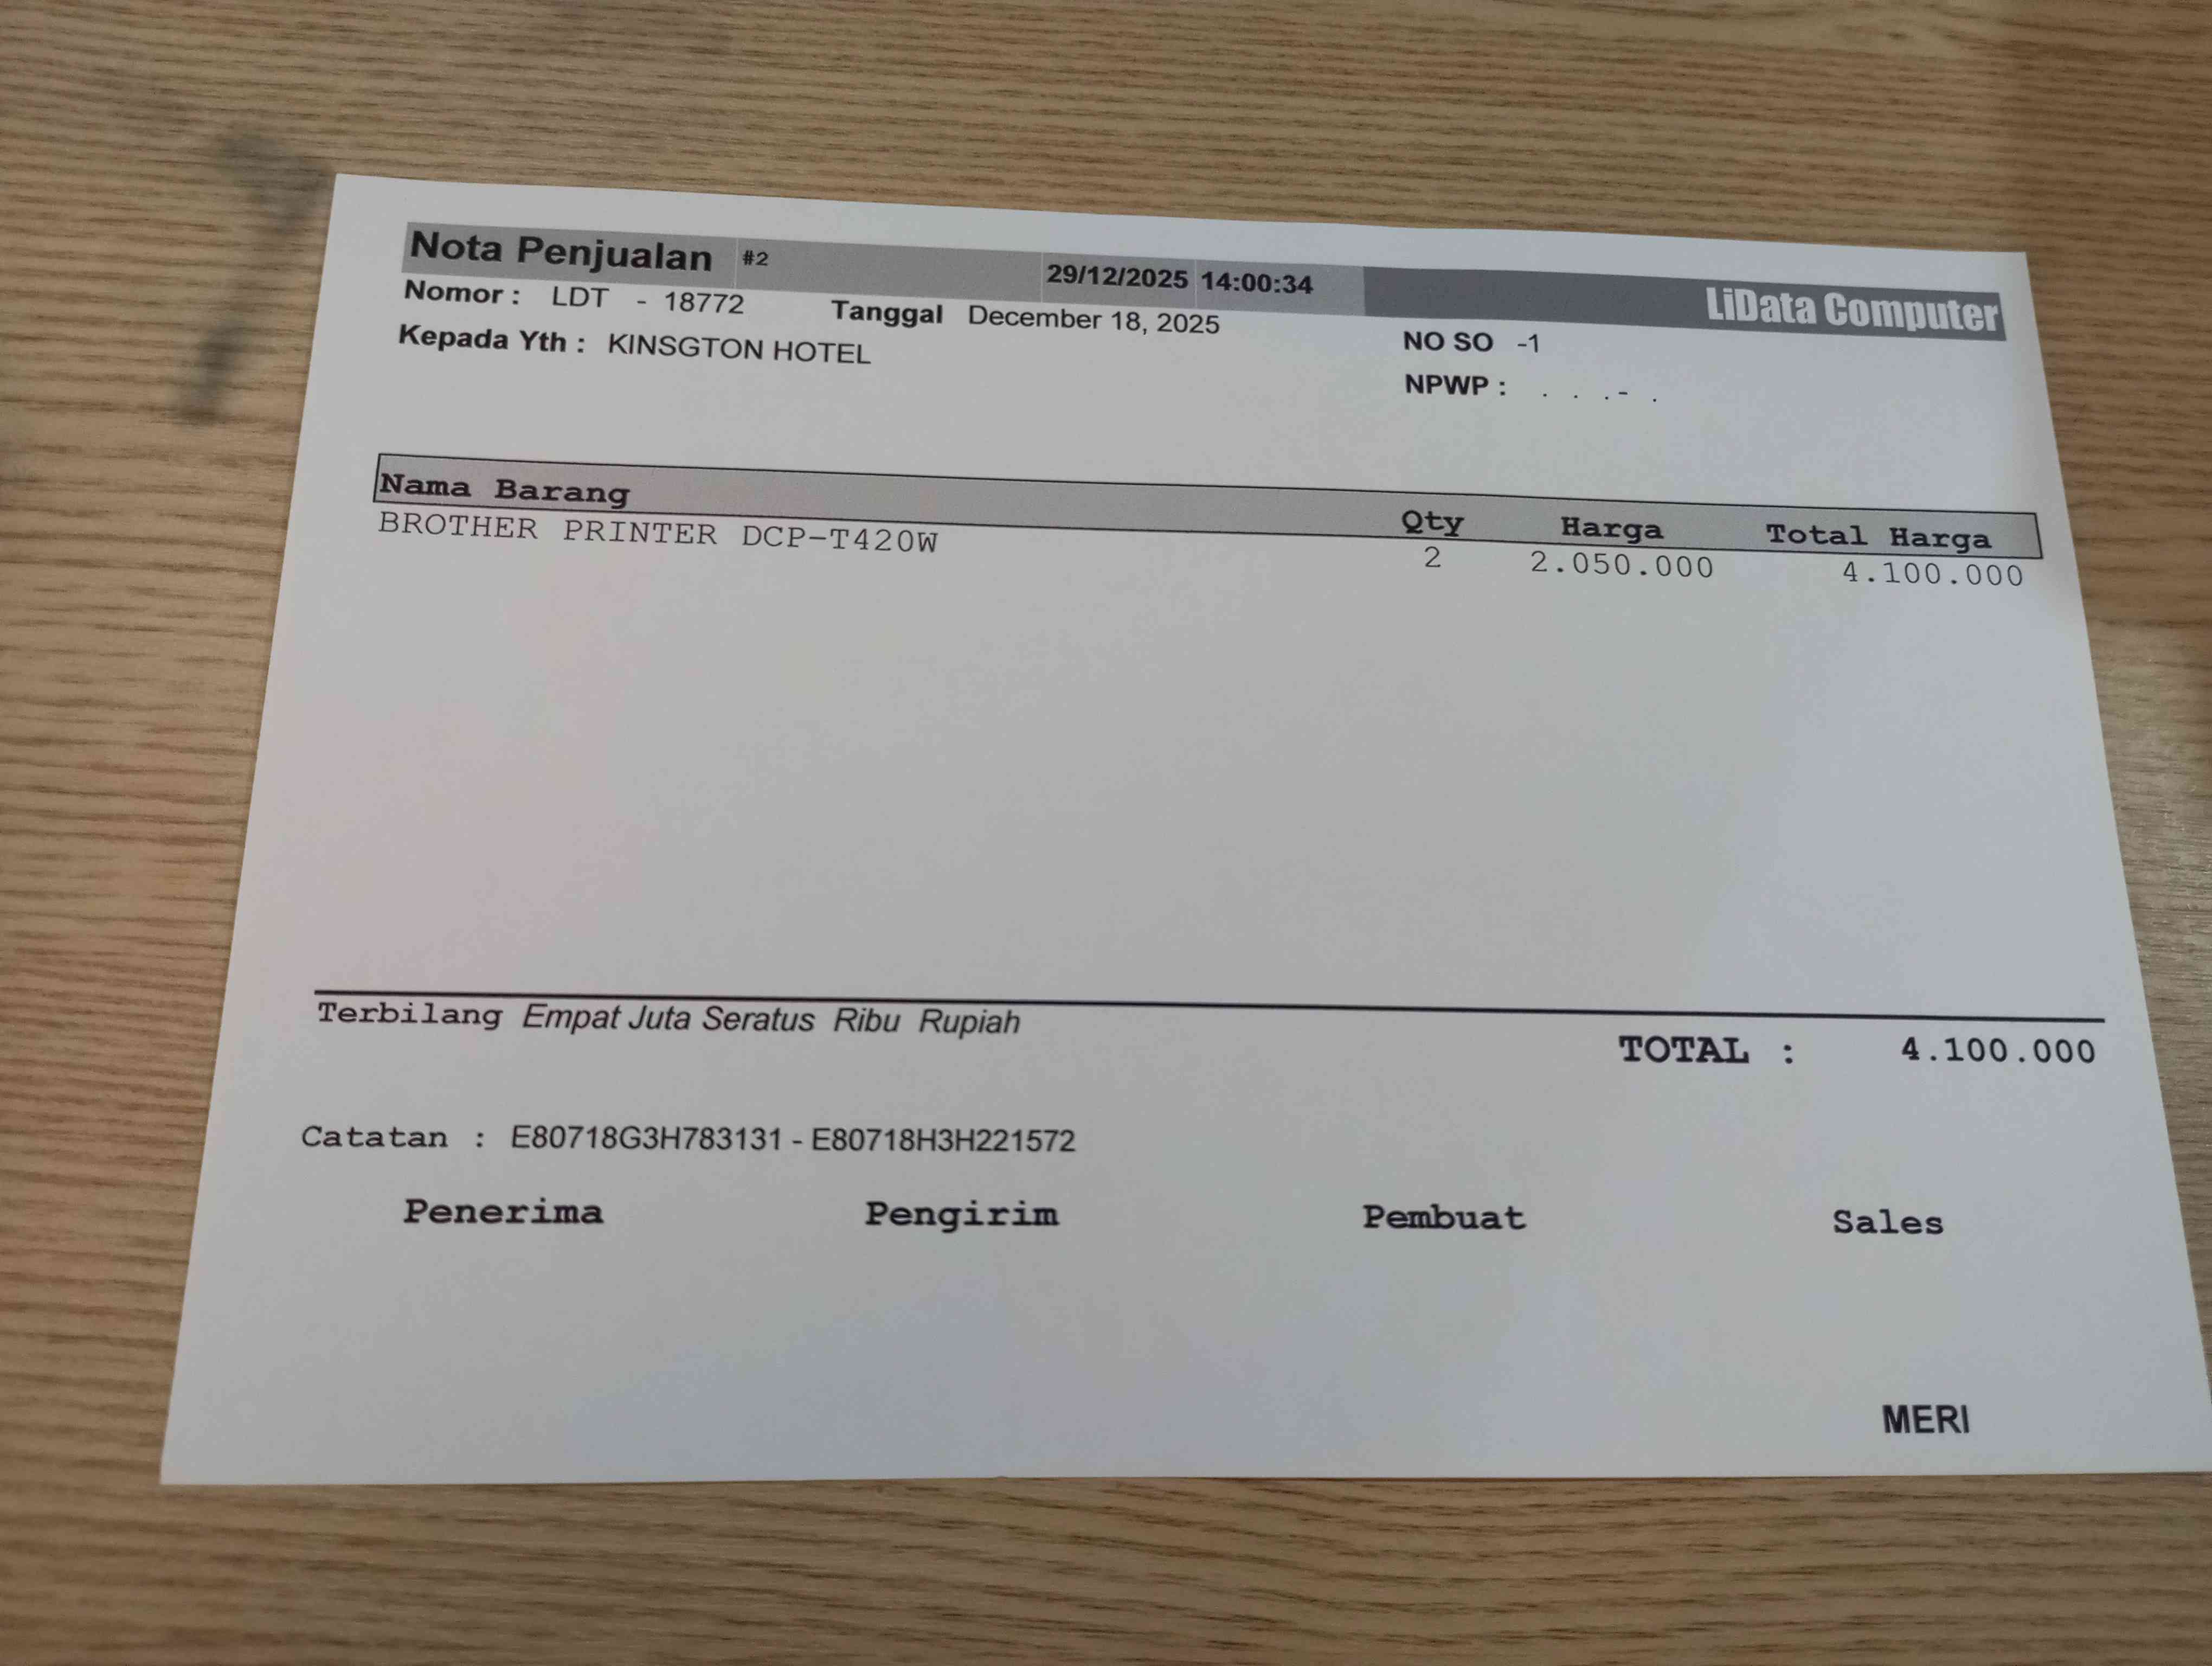 Nota Penjualan #2 29/12/2025 14:00:34 LiData Computer
Nomor : LDT - 18772 Tanggal December 18, 2025 NO SO -1
Kepada Yth : KINSGTON HOTEL NPWP : . . .- .
Nama Barang Qty Harga Total Harga
BROTHER PRINTER DCP-T420W 2 2.050.000 4.100.000
Terbilang Empat Juta Seratus Ribu Rupiah TOTAL : 4.100.000
Catatan : E80718G3H783131 - E80718H3H221572
Penerima Pengirim Pembuat Sales
MERI